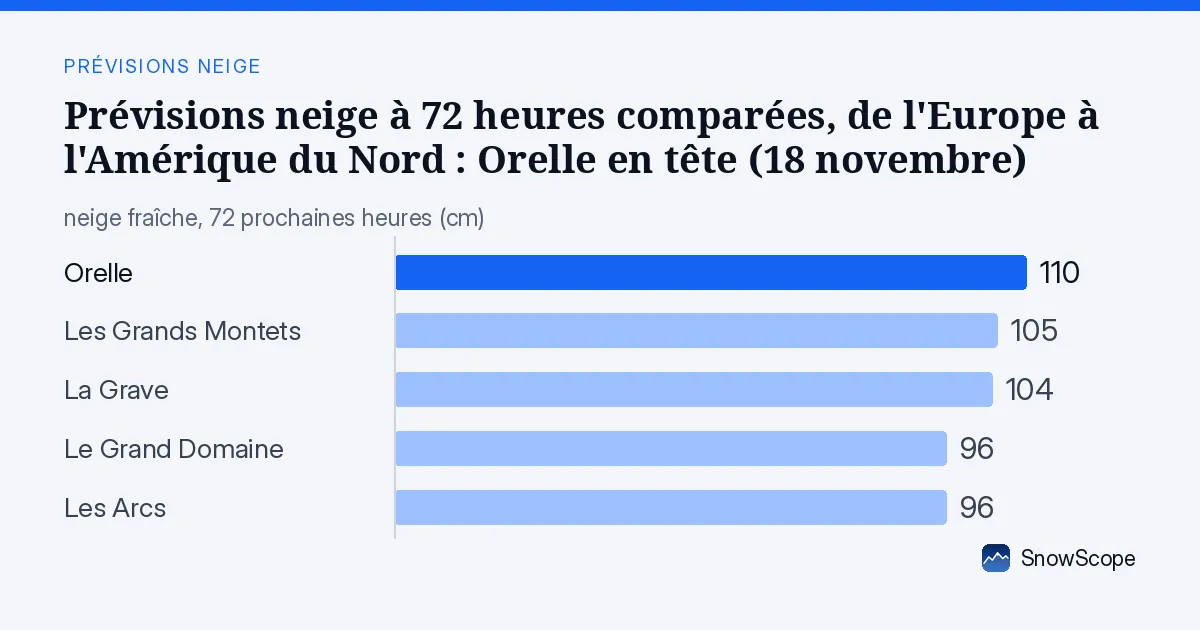 PRÉVISIONS NEIGE
Prévisions neige à 72 heures comparées, de l'Europe à
l'Amérique du Nord : Orelle en tête (18 novembre)
neige fraîche, 72 prochaines heures (cm)
Orelle 110
Les Grands Montets 105
La Grave 104
Le Grand Domaine 96
Les Arcs 96
SnowScope